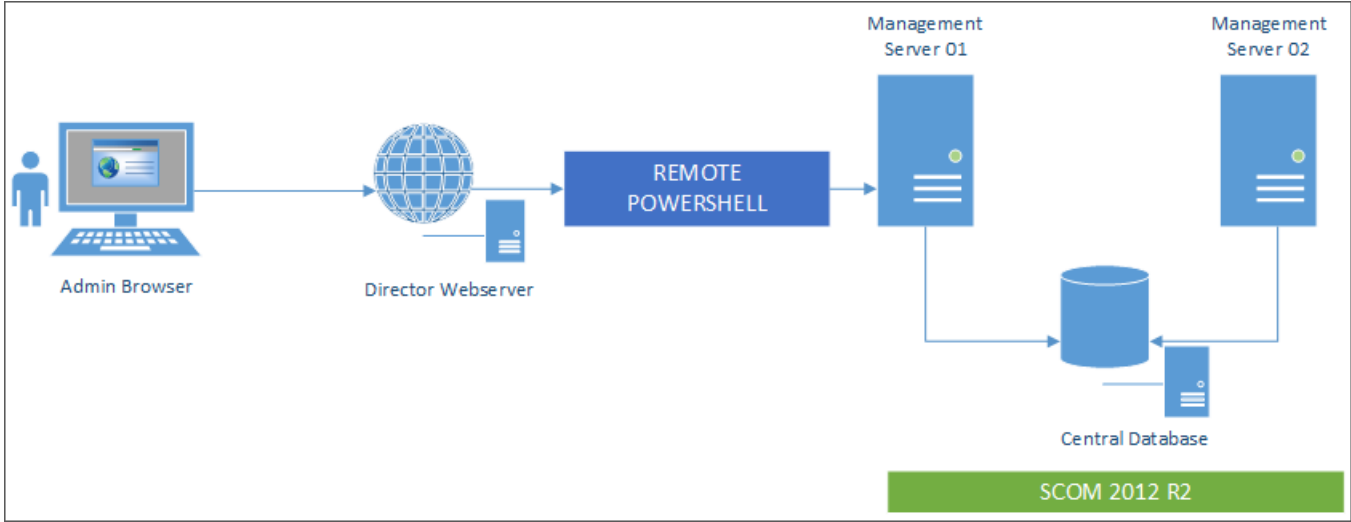 Management
Server 01
Management
Server 02
REMOTE
POWERSHELL
Admin Browser
Director Webserver
Central Database
SCOM 2012 R2